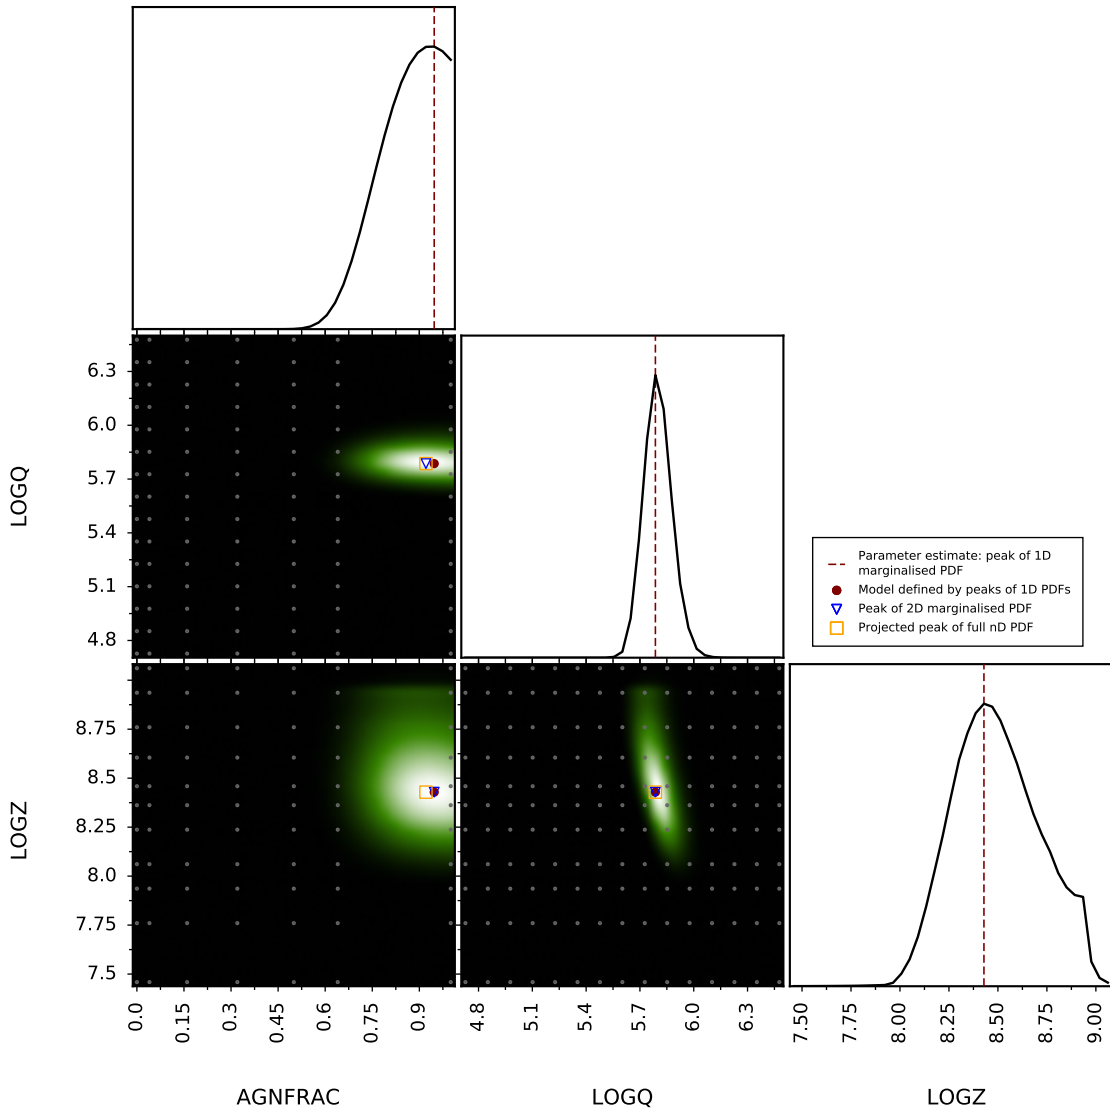 6.3
6.0
5.7
5.4
5.1
4.8
LOGQ
Parameter estimate: peak of 1D
marginalised PDF
Model defined by peaks of 1D PDFs
Peak of 2D marginalised PDF
Projected peak of full nD PDF
8.75
8.5
8.25
8.0
7.75
7.5
LOGZ
0.0 0.15 0.3 0.45 0.6 0.75 0.9
4.8 5.1 5.4 5.7 6.0 6.3
7.50 7.75 8.00 8.25 8.50 8.75 9.00
AGNFRAC LOGQ LOGZ